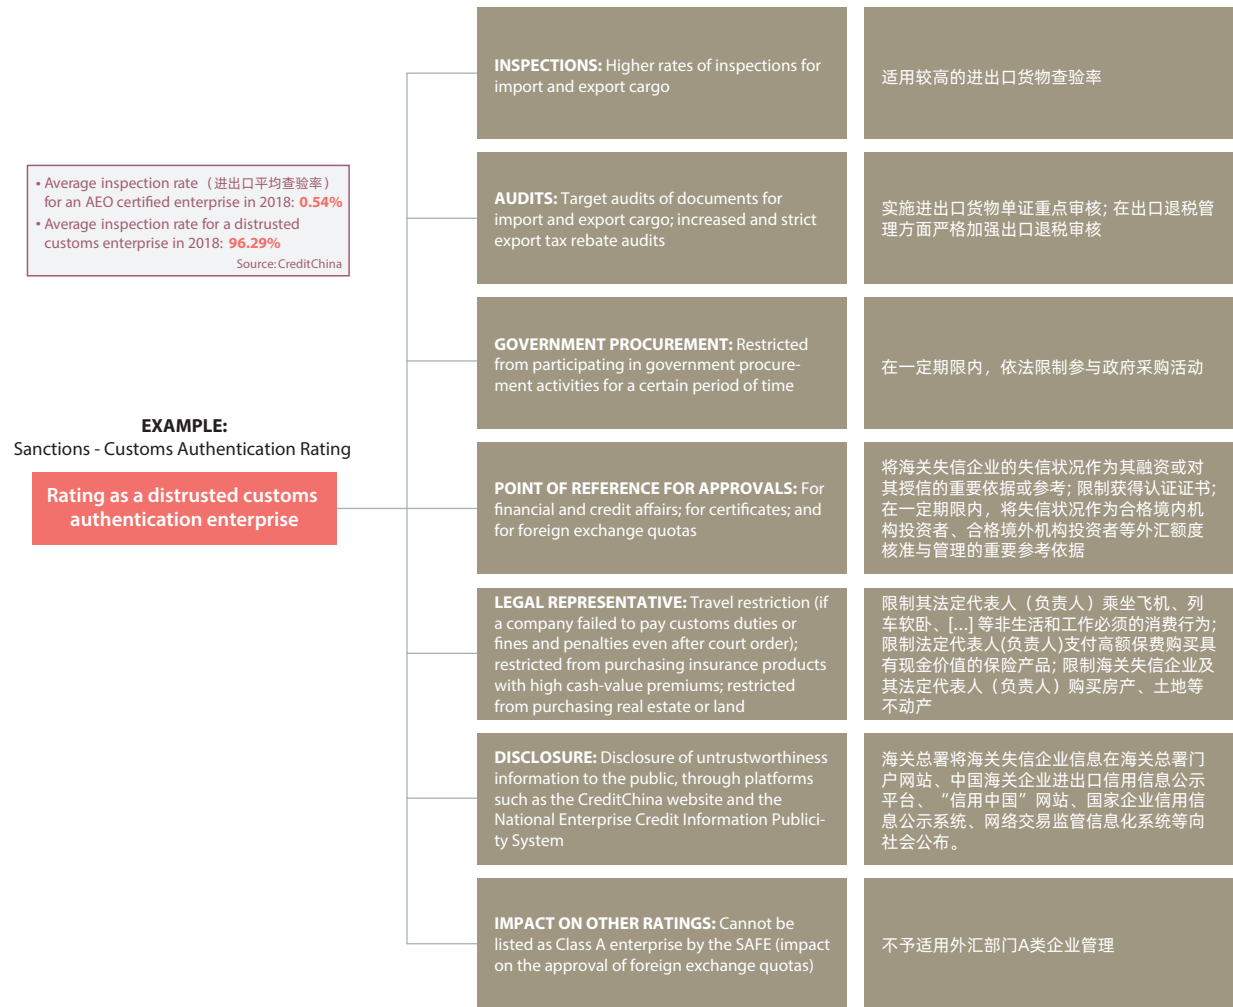 • Average inspection rate（进出口平均查验率）
for an AEO certified enterprise in 2018: 0.54%
• Average inspection rate for a distrusted
customs enterprise in 2018: 96.29%
Source: CreditChina
EXAMPLE:
Sanctions - Customs Authentication Rating
Rating as a distrusted customs
authentication enterprise
INSPECTIONS: Higher rates of inspections for
import and export cargo
适用较高的进出口货物查验率
AUDITS: Target audits of documents for
import and export cargo; increased and strict
export tax rebate audits
实施进出口货物单证重点审核; 在出口退税管
理方面严格加强出口退税审核
GOVERNMENT PROCUREMENT: Restricted
from participating in government procure-
ment activities for a certain period of time
在一定期限内，依法限制参与政府采购活动
POINT OF REFERENCE FOR APPROVALS: For
financial and credit affairs; for certificates; and
for foreign exchange quotas
将海关失信企业的失信状况作为其融资或对
其授信的重要依据或参考; 限制获得认证证书;
在一定期限内，将失信状况作为合格境内机
构投资者、合格境外机构投资者等外汇额度
核准与管理的重要参考依据
LEGAL REPRESENTATIVE: Travel restriction (if
a company failed to pay customs duties or
fines and penalties even after court order);
restricted from purchasing insurance products
with high cash-value premiums; restricted
from purchasing real estate or land
限制其法定代表人（负责人）乘坐飞机、列
车软卧、[...] 等非生活和工作必须的消费行为;
限制法定代表人(负责人)支付高额保费购买具
有现金价值的保险产品; 限制海关失信企业及
其法定代表人（负责人）购买房产、土地等
不动产
DISCLOSURE: Disclosure of untrustworthiness
information to the public, through platforms
such as the CreditChina website and the
National Enterprise Credit Information Publici-
ty System
海关总署将海关失信企业信息在海关总署门
户网站、中国海关企业进出口信用信息公示
平台、“信用中国”网站、国家企业信用信
息公示系统、网络交易监管信息化系统等向
社会公布。
IMPACT ON OTHER RATINGS: Cannot be
listed as Class A enterprise by the SAFE (impact
on the approval of foreign exchange quotas)
不予适用外汇部门A类企业管理